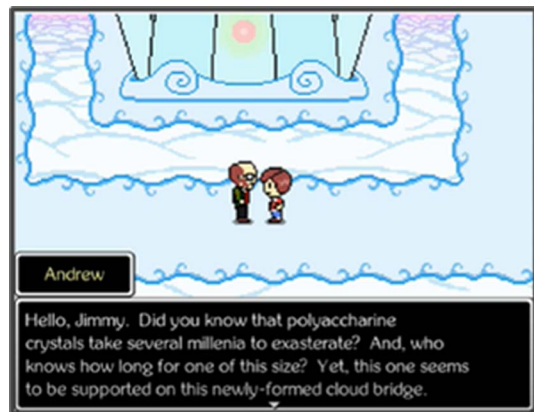 Andrew
Hello, Jimmy. Did you know that polyaccharine
crystals take several millenia to exasterate? And, who
knows how long for one of this size? Yet, this one seems
to be supported on this newly-formed cloud bridge.